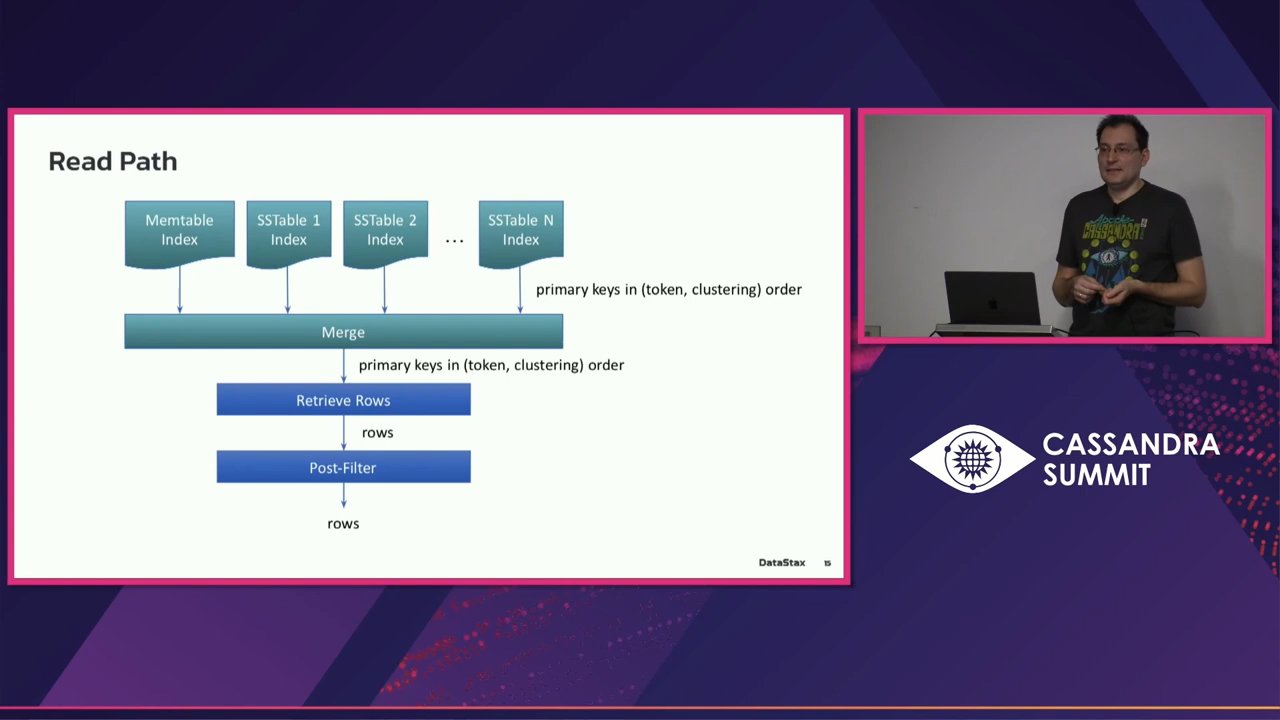 Read Path
Memtable
Index
SSTable 1
Index
SSTable 2
Index
...
SSTable N
Index
primary keys in (token, clustering) order
Merge
primary keys in (token, clustering) order
Retrieve Rows
rows
Post-Filter
rows
DataStax
15
CASSANDRA
CASSANDRA
SUMMIT